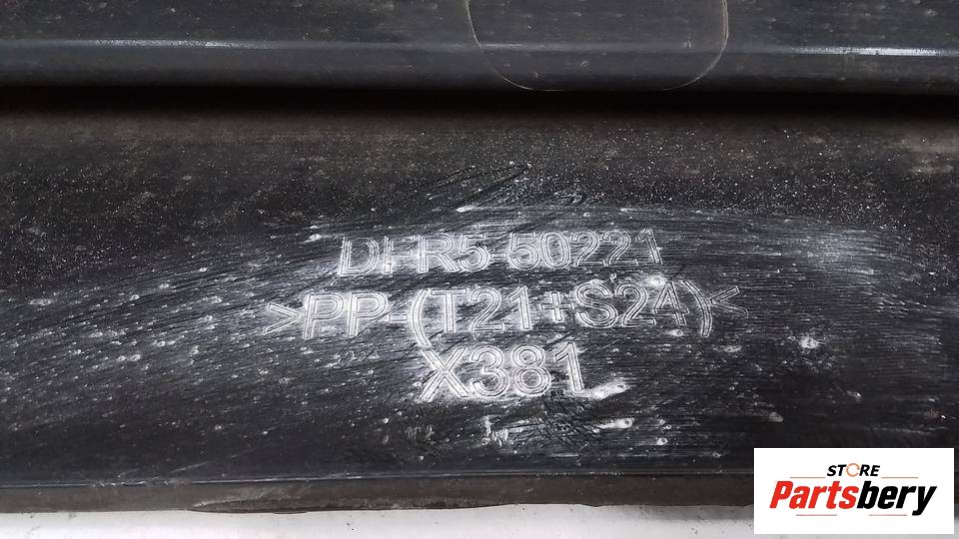 DFR5-50221
>PP-(T21+S24)<
X381
STORE
Partsbery